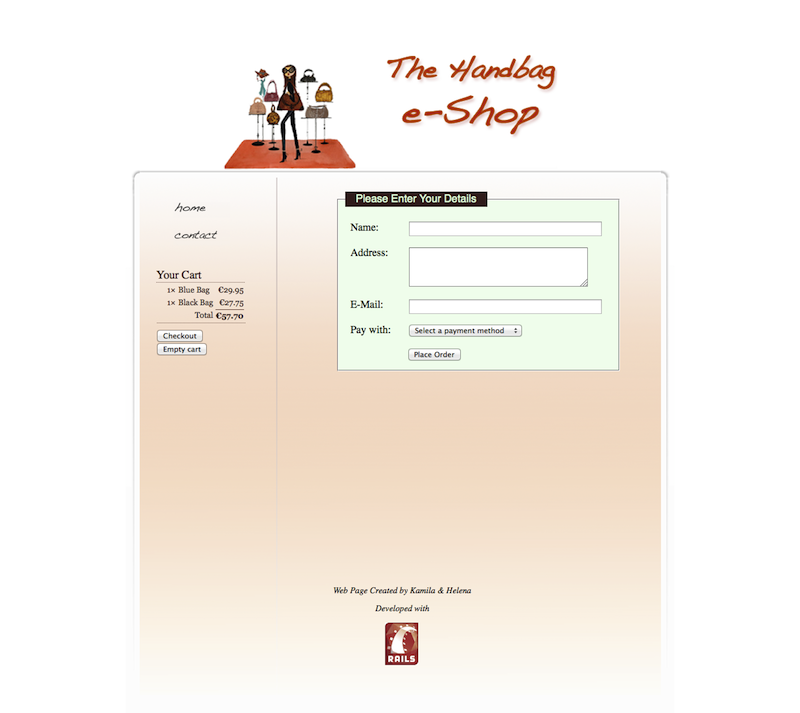 The Handbag
e-Shop
home
contact
Your Cart
1× Blue Bag €29.95
1× Black Bag €27.75
Total €57.70
Checkout
Empty cart
Please Enter Your Details
Name:
Address:
E-Mail:
Pay with: Select a payment method
Place Order
Web Page Created by Kamila & Helena
Developed with
RAILS